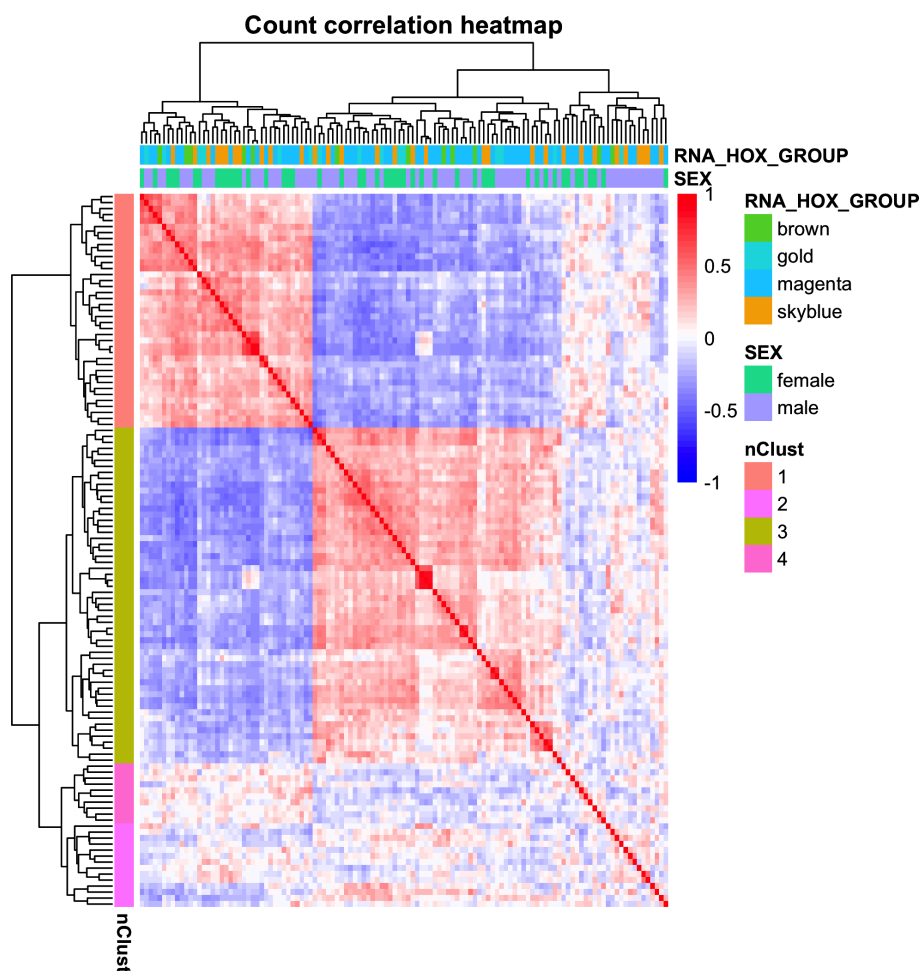 Count correlation heatmap
RNA_HOX_GROUP
SEX
1
0.5
0
-0.5
-1
RNA_HOX_GROUP
brown
gold
magenta
skyblue
SEX
female
male
nClust
1
2
3
4
nClust